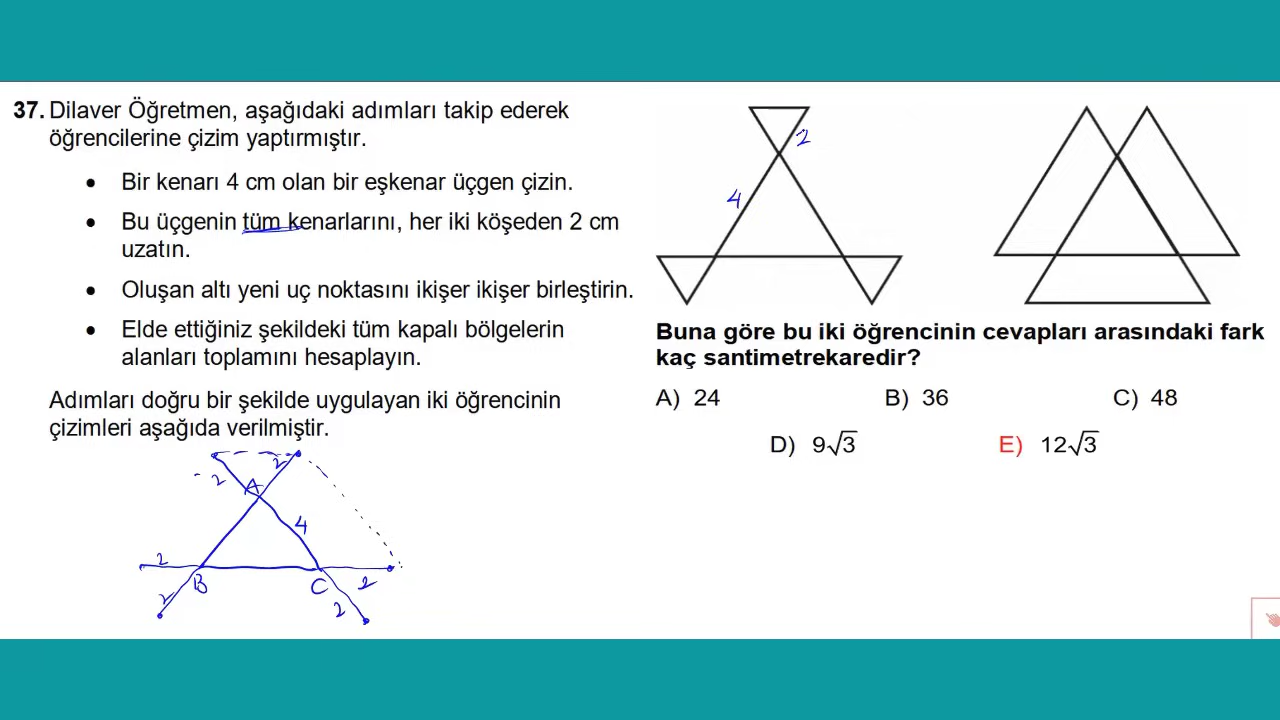 37. Dilaver Öğretmen, aşağıdaki adımları takip ederek
öğrencilerine çizim yaptırmıştır.
• Bir kenarı 4 cm olan bir eşkenar üçgen çizin.
• Bu üçgenin tüm kenarlarını, her iki köşeden 2 cm
uzatın.
• Oluşan altı yeni uç noktasını ikişer ikişer birleştirin.
• Elde ettiğiniz şekildeki tüm kapalı bölgelerin
alanları toplamını hesaplayın.
Adımları doğru bir şekilde uygulayan iki öğrencinin
çizimleri aşağıda verilmiştir.
2
2
A
4
2
B
C
2
2
2
2
4
Buna göre bu iki öğrencinin cevapları arasındaki fark
kaç santimetrekaredir?
A) 24 B) 36 C) 48
D) 9√3 E) 12√3